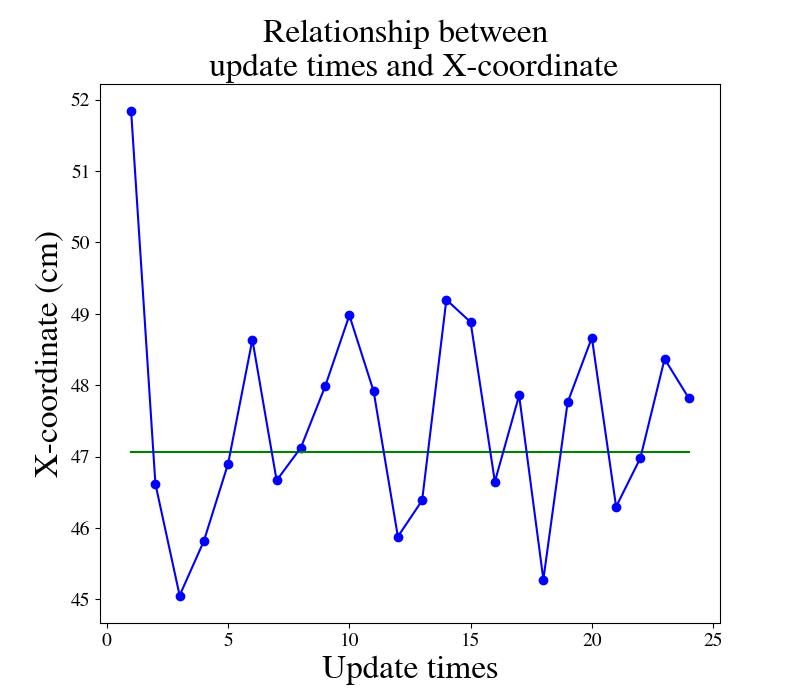 Relationship between
update times and X-coordinate
X-coordinate (cm)
52
51
50
49
48
47
46
45
0 5 10 15 20 25
Update times